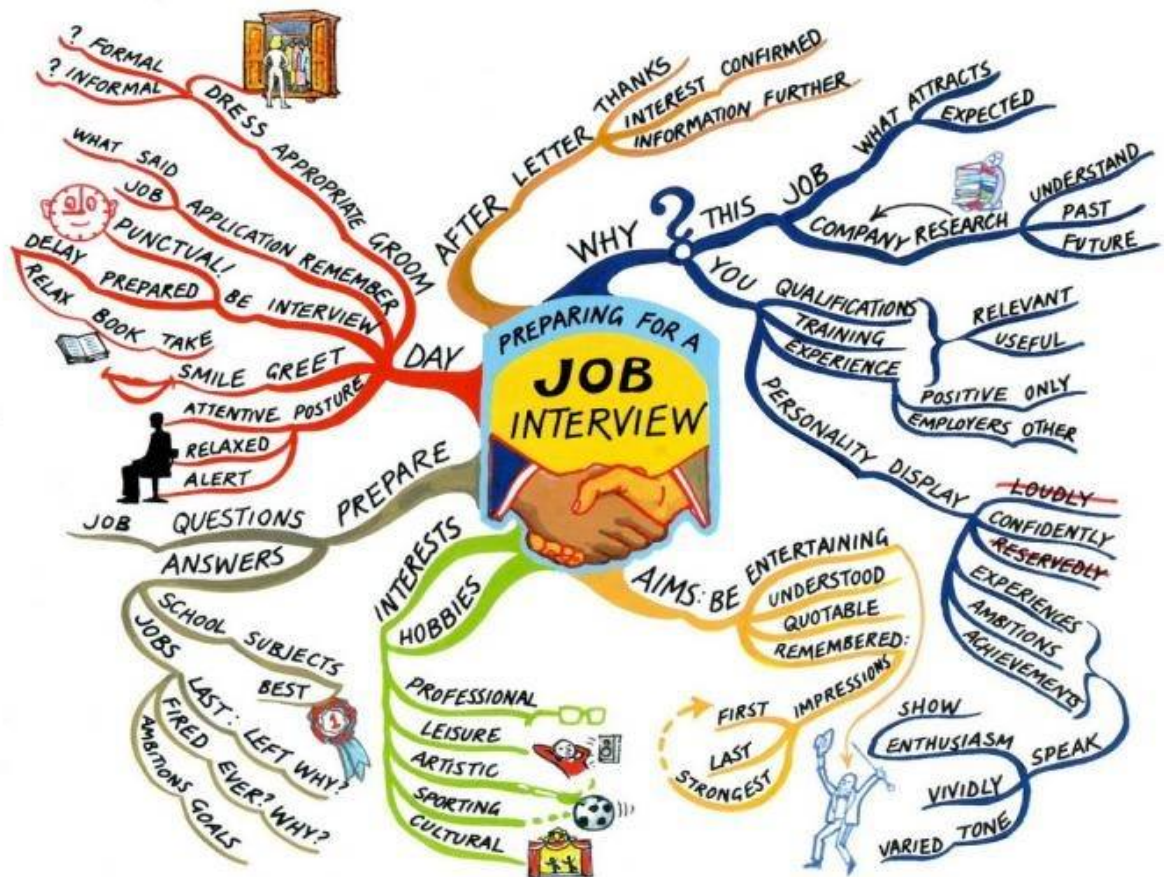 PREPARING FOR A
JOB
INTERVIEW
AFTER
LETTER
THANKS
INTEREST CONFIRMED
INFORMATION FURTHER
WHY
?
THIS
JOB
WHAT ATTRACTS
EXPECTED
COMPANY RESEARCH
UNDERSTAND
PAST
FUTURE
YOU
QUALIFICATIONS
TRAINING
EXPERIENCE
RELEVANT
USEFUL
POSITIVE ONLY
EMPLOYERS OTHER
PERSONALITY DISPLAY
LOUDLY
CONFIDENTLY
RESERVEDLY
EXPERIENCES
AMBITIONS
ACHIEVEMENTS
SPEAK
SHOW
ENTHUSIASM
VIVIDLY
VARIED TONE
AIMS: BE
ENTERTAINING
UNDERSTOOD
QUOTABLE
REMEMBERED:
IMPRESSIONS
FIRST
LAST
STRONGEST
INTERESTS
HOBBIES
PROFESSIONAL
LEISURE
ARTISTIC
SPORTING
CULTURAL
PREPARE
QUESTIONS
JOB
ANSWERS
SCHOOL SUBJECTS
BEST
1
JOBS
LAST: LEFT WHY?
FIRED EVER? WHY?
AMBITIONS GOALS
DAY
DRESS APPROPRIATE GROOM
? FORMAL
? INFORMAL
APPLICATION REMEMBER
WHAT SAID
JOB
BE INTERVIEW
PUNCTUAL!
PREPARED
DELAY
RELAX
BOOK TAKE
SMILE GREET
ATTENTIVE POSTURE
RELAXED
ALERT